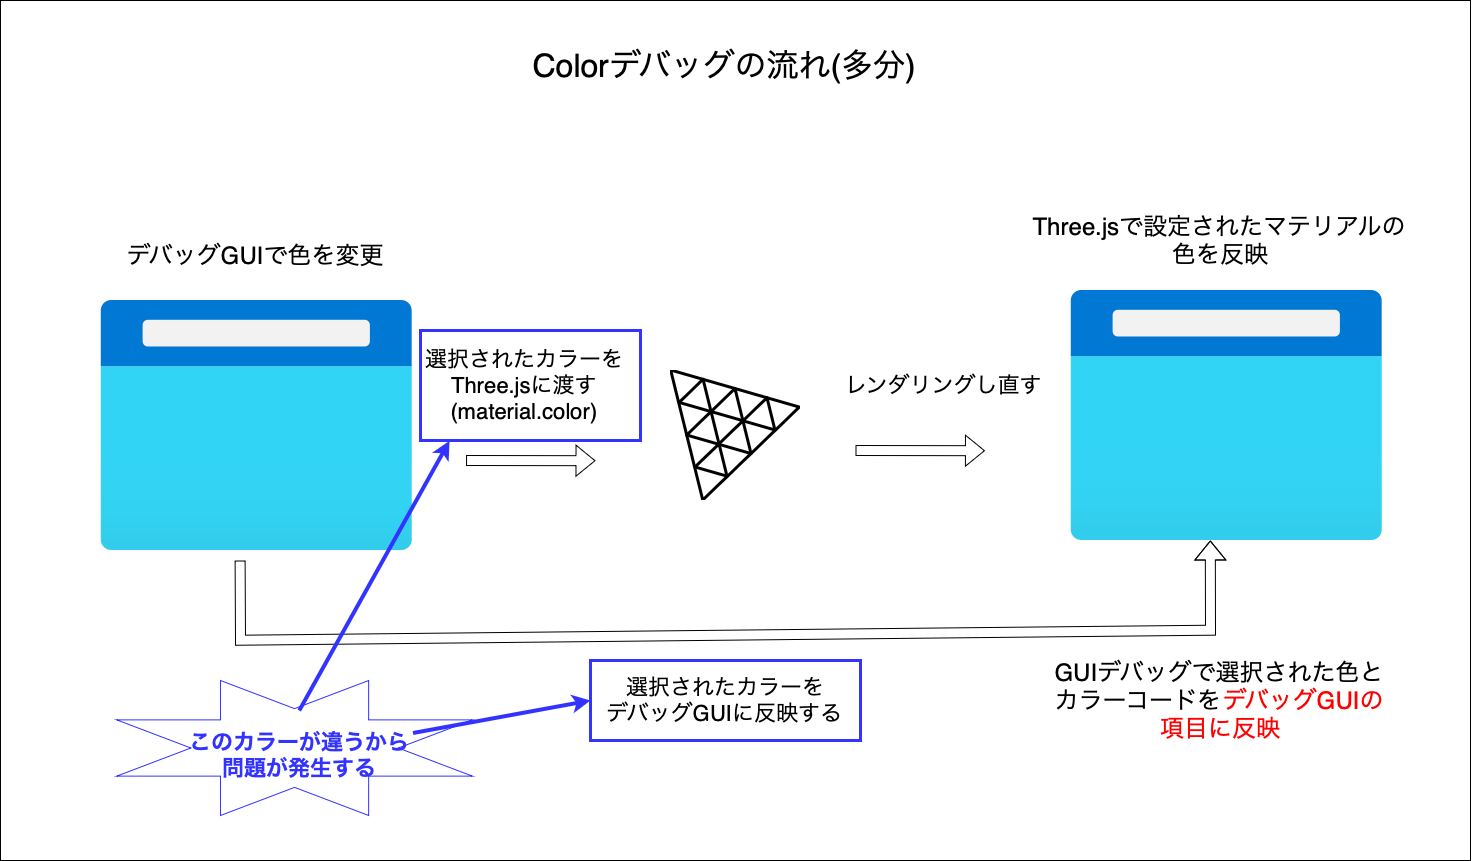 Colorデバッグの流れ(多分)
デバッグGUIで色を変更
Three.jsで設定されたマテリアルの
色を反映
選択されたカラーを
Three.jsに渡す
(material.color)
レンダリングし直す
選択されたカラーを
デバッグGUIに反映する
GUIデバッグで選択された色と
カラーコードをデバッグGUIの
項目に反映
このカラーが違うから
問題が発生する